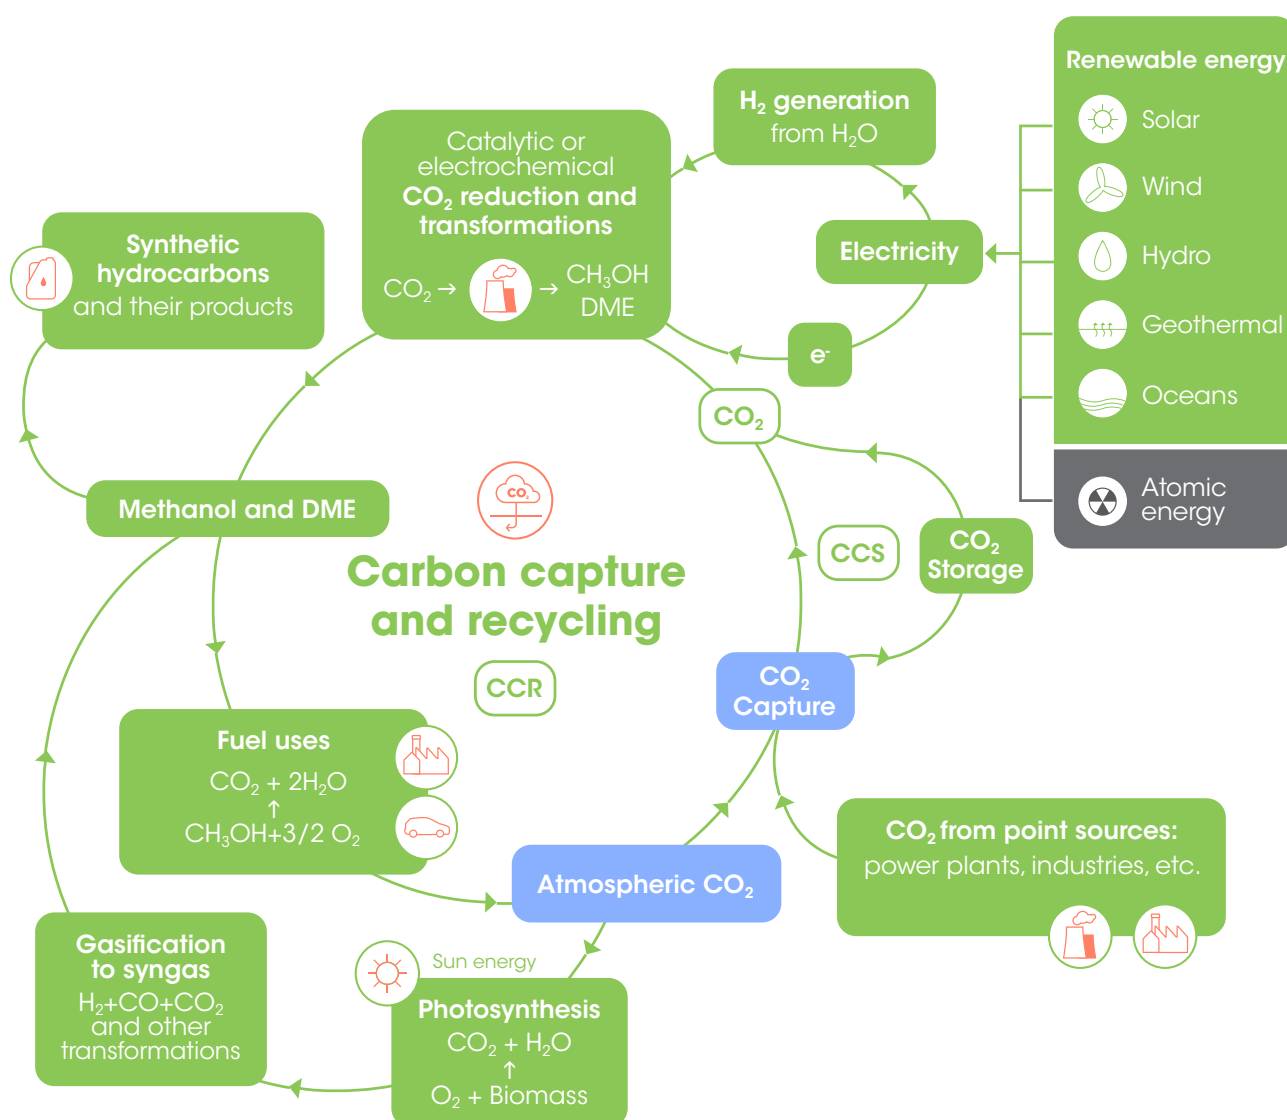 Renewable energy
Solar
Wind
Hydro
Geothermal
Oceans
Atomic
energy
H₂ generation
from H₂O
Electricity
e⁻
Catalytic or
electrochemical
CO₂ reduction and
transformations
CO₂ → → CH₃OH
DME
Synthetic
hydrocarbons
and their products
Methanol and DME
CO₂
CO₂
Carbon capture
and recycling
CCR
CCS
CO₂
Storage
CO₂
Capture
Fuel uses
CO₂ + 2H₂O
↑
CH₃OH+3/2 O₂
Atmospheric CO₂
CO₂ from point sources:
power plants, industries, etc.
Gasification
to syngas
H₂+CO+CO₂
and other
transformations
Sun energy
Photosynthesis
CO₂ + H₂O
↑
O₂ + Biomass